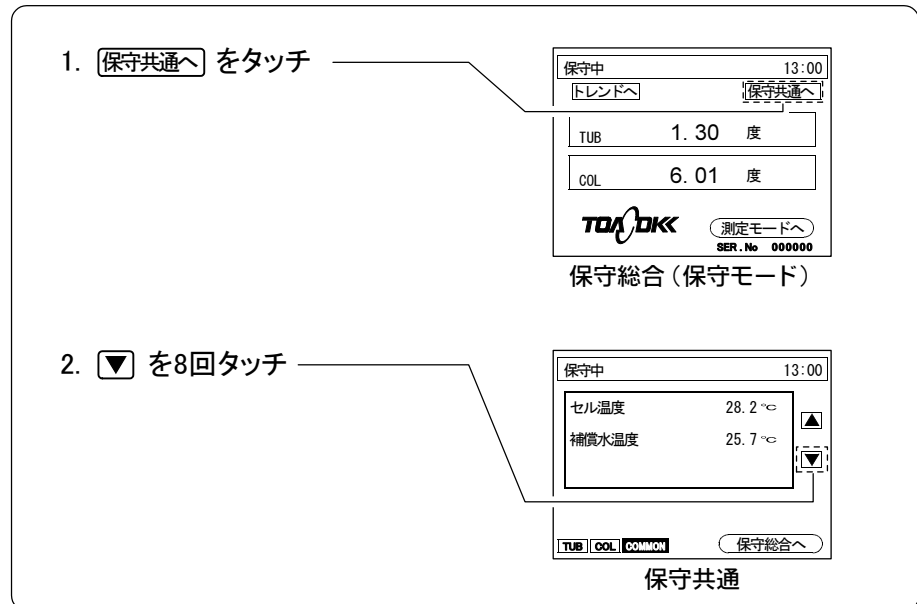 1. 保守共通へ をタッチ
保守中 13:00
トレンドへ 保守共通へ
TUB 1.30 度
COL 6.01 度
TOADKK 測定モードへ
SER.No 000000
保守総合(保守モード)
2. ▼ を8回タッチ
保守中 13:00
セル温度 28.2℃
▲
補償水温度 25.7℃
▼
TUB COL COMMON 保守総合へ
保守共通